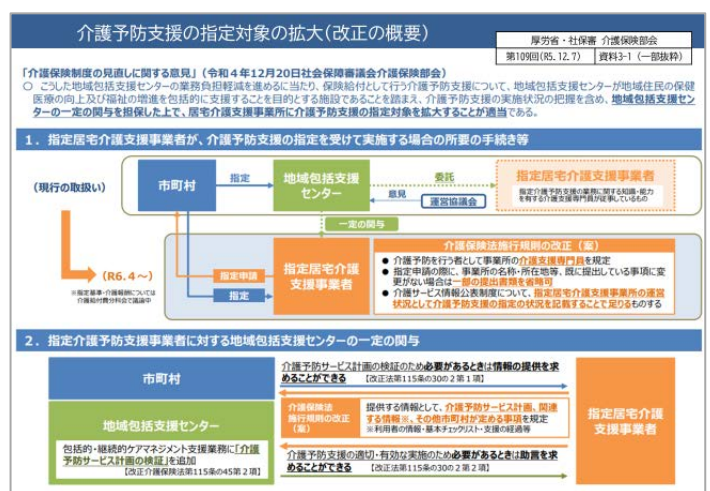 介護予防支援の指定対象の拡大(改正の概要)
厚労省・社保審 介護保険部会
第109回(R5.12.7) 資料3-1(一部抜粋)
「介護保険制度の見直しに関する意見」(令和4年12月20日社会保障審議会介護保険部会)
○ こうした地域包括支援センターの業務負担軽減を進めるに当たり、保険給付として行う介護予防支援について、地域包括支援センターが地域住民の保健
医療の向上及び福祉の増進を包括的に支援することを目的とする施設であることを踏まえ、介護予防支援の実施状況の把握を含め、地域包括支援セン
ターの一定の関与を担保した上で、居宅介護支援事業所に介護予防支援の指定対象を拡大することが適当である。
1.指定居宅介護支援事業者が、介護予防支援の指定を受けて実施する場合の所要の手続き等
(現行の取扱い)
市町村
指定
地域包括支援
センター
委託
意見
運営協議会
指定居宅介護支援事業者
指定介護予防支援の業務に関する知識・能力
を有する介護支援専門員が従事しているもの
一定の関与
(R6.4~)
※指定基準・介護報酬については
介護給付費分科会で議論中
指定申請
指定
指定居宅介護
支援事業者
介護保険法施行規則の改正(案)
● 介護予防を行う者として事業所の介護支援専門員を規定
● 指定申請の際に、事業所の名称・所在地等、既に提出している事項に変
更がない場合は一部の提出書類を省略可
● 介護サービス情報公表制度について、指定居宅介護支援事業所の運営
状況として介護予防支援の指定の状況を記載することで足りるものする
2.指定介護予防支援事業者に対する地域包括支援センターの一定の関与
市町村
介護予防サービス計画の検証のため必要があるときは情報の提供を求
めることができる 【改正法第115条の30の2第1項】
地域包括支援センター
包括的・継続的ケアマネジメント支援業務に「介護
予防サービス計画の検証」を追加
【改正介護保険法第115条の45第2項】
介護保険法
施行規則の改正
(案)
提供する情報として、介護予防サービス計画、関連
する情報※、その他市町村が定める事項を規定
※利用者の情報・基本チェックリスト・支援の経過等
介護予防支援の適切・有効な実施のため必要があるときは助言を求
めることができる 【改正法第115条の30の2第2項】
指定居宅介護
支援事業者